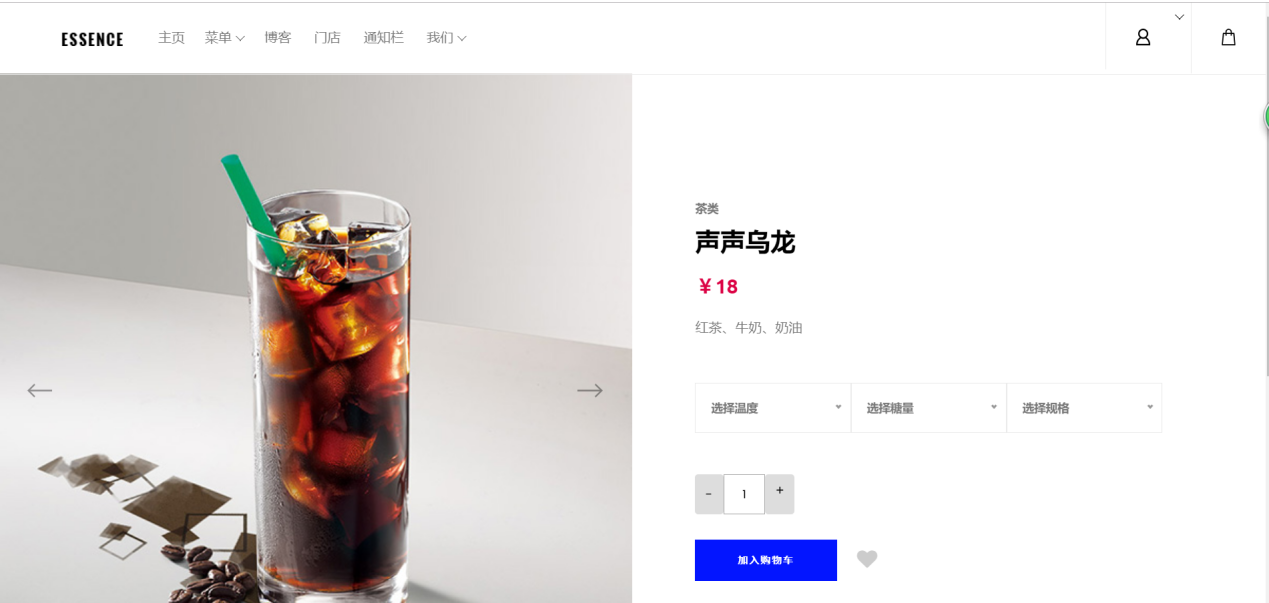 ESSENCE 主页 菜单 博客 门店 通知栏 我们
茶类
声声乌龙
￥18
红茶、牛奶、奶油
选择温度 选择糖量 选择规格
- 1 +
加入购物车